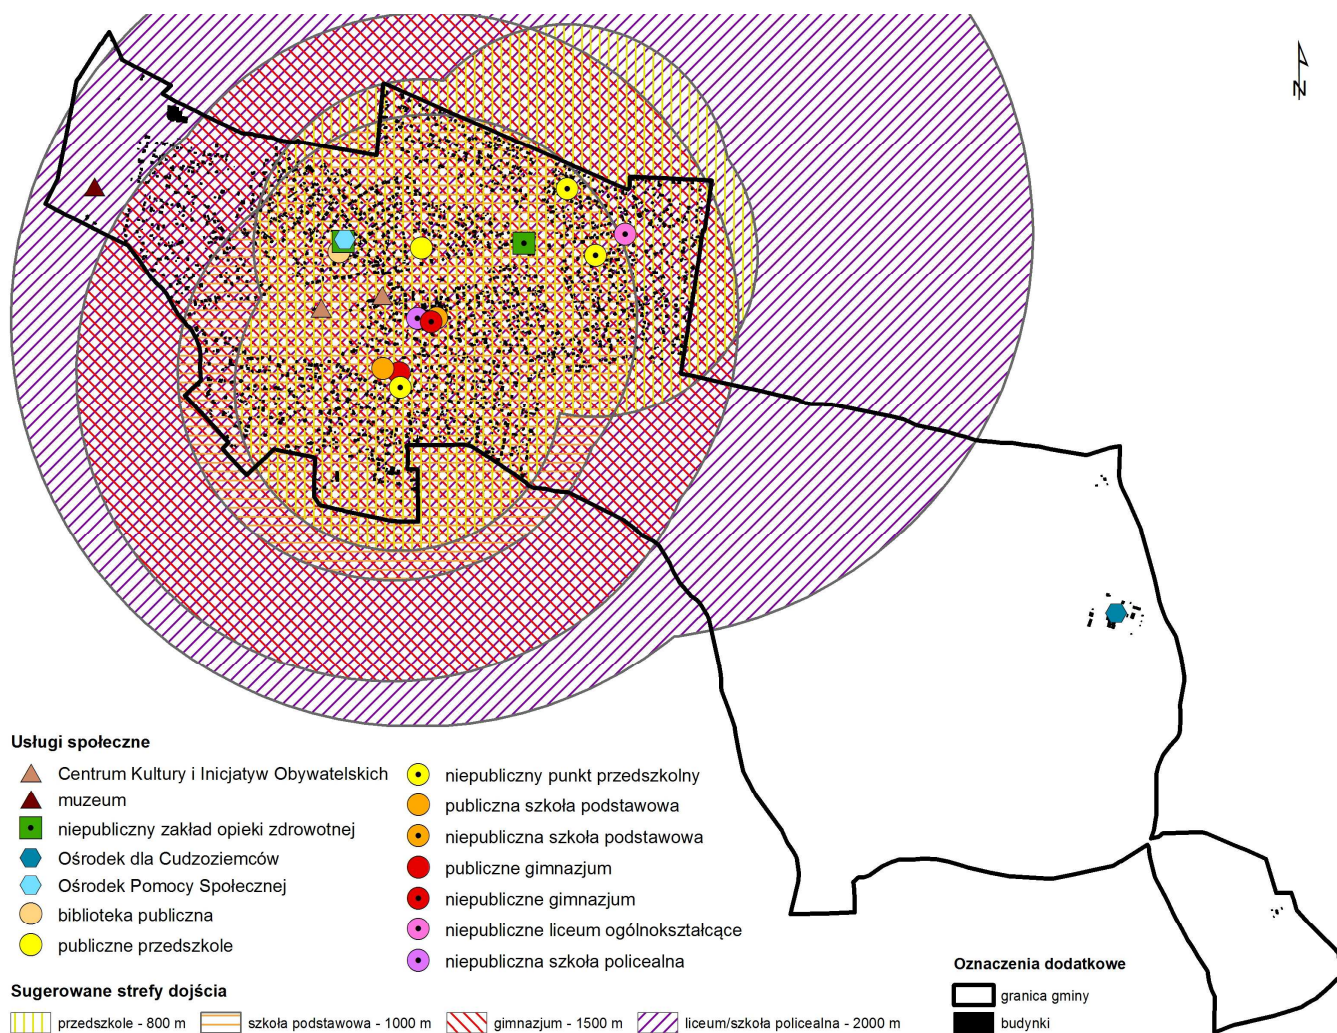 N
Usługi społeczne
Centrum Kultury i Inicjatyw Obywatelskich
muzeum
niepubliczny zakład opieki zdrowotnej
Ośrodek dla Cudzoziemców
Ośrodek Pomocy Społecznej
biblioteka publiczna
publiczne przedszkole
niepubliczny punkt przedszkolny
publiczna szkoła podstawowa
niepubliczna szkoła podstawowa
publiczne gimnazjum
niepubliczne gimnazjum
niepubliczne liceum ogólnokształcące
niepubliczna szkoła policealna
Sugerowane strefy dojścia
przedszkole - 800 m
szkoła podstawowa - 1000 m
gimnazjum - 1500 m
liceum/szkoła policealna - 2000 m
Oznaczenia dodatkowe
granica gminy
budynki